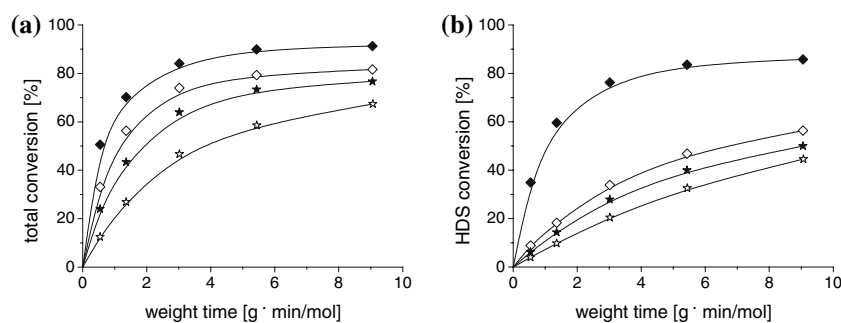 (a)
total conversion [%]
100
80
60
40
20
0
0 2 4 6 8 10
weight time [g · min/mol]
(b)
HDS conversion [%]
100
80
60
40
20
0
0 2 4 6 8 10
weight time [g · min/mol]